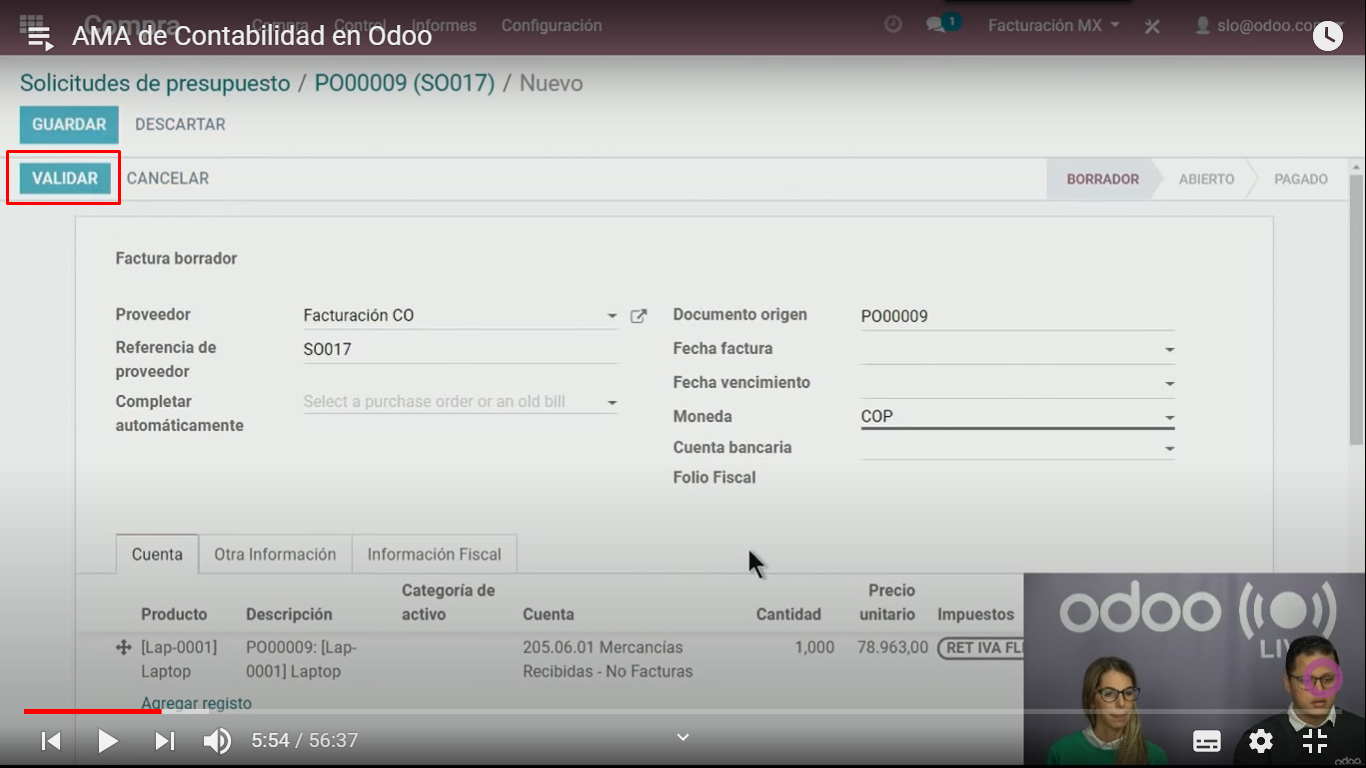 Compra Compra Control Informes Configuración 1 Facturación MX slo@odoo.co
AMA de Contabilidad en Odoo
Solicitudes de presupuesto / PO00009 (SO017) / Nuevo
GUARDAR DESCARTAR
VALIDAR CANCELAR BORRADOR ABIERTO PAGADO
Factura borrador
Proveedor Facturación CO Documento origen PO00009
Referencia de SO017 Fecha factura
proveedor
Fecha vencimiento
Completar Select a purchase order or an old bill
automáticamente
Moneda COP
Cuenta bancaria
Folio Fiscal
Cuenta Otra Información Información Fiscal
Categoría de Precio
Producto Descripción activo Cuenta Cantidad unitario Impuestos
[Lap-0001] PO00009: [Lap- 205.06.01 Mercancías 1,000 78.963,00 RET IVA FL
Laptop 0001] Laptop Recibidas - No Facturas
Agregar registo
odoo
LIV
5:54 / 56:37
odoo